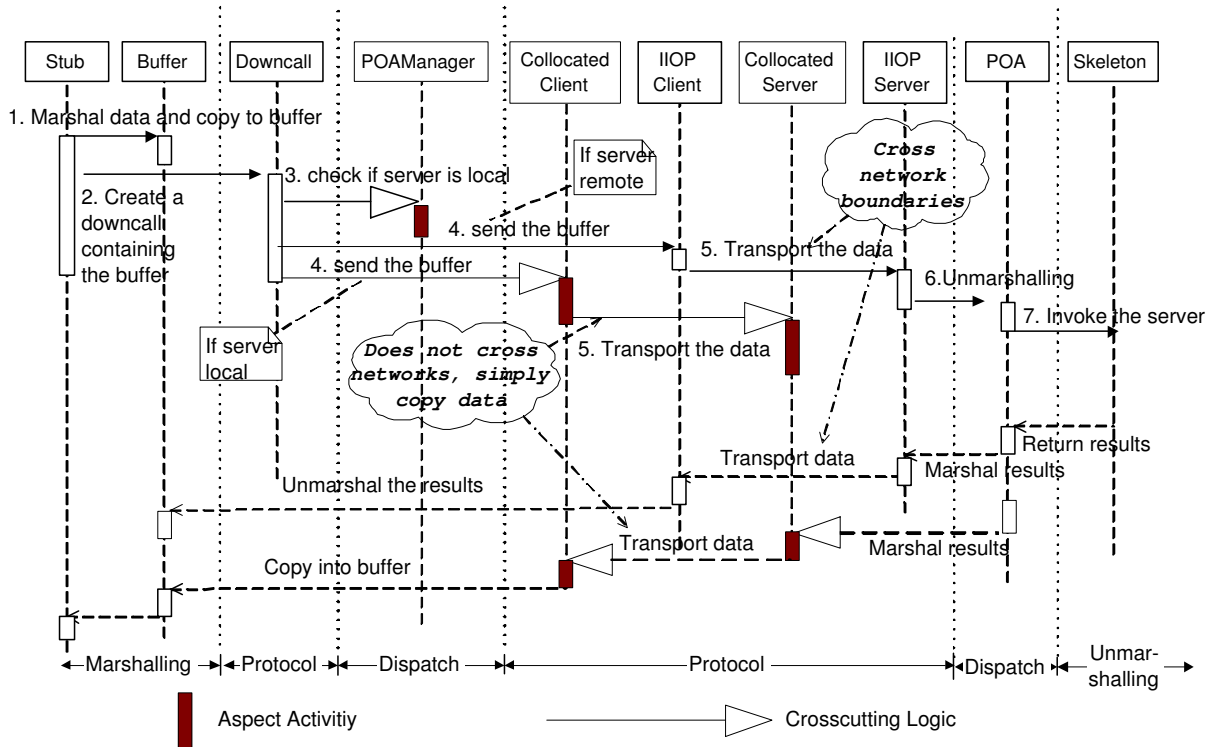 Stub
Buffer
Downcall
POAManager
Collocated
Client
IIOP
Client
Collocated
Server
IIOP
Server
POA
Skeleton
1. Marshal data and copy to buffer
2. Create a
downcall
containing
the buffer
3. check if server is local
If server
remote
Cross
network
boundaries
4. send the buffer
5. Transport the data
4. send the buffer
6.Unmarshalling
7. Invoke the server
If server
local
Does not cross
networks, simply
copy data
5. Transport the data
Return results
Transport data
Marshal results
Unmarshal the results
Transport data
Marshal results
Copy into buffer
Marshalling
Protocol
Dispatch
Protocol
Dispatch
Unmar-
shalling
Aspect Activitiy
Crosscutting Logic